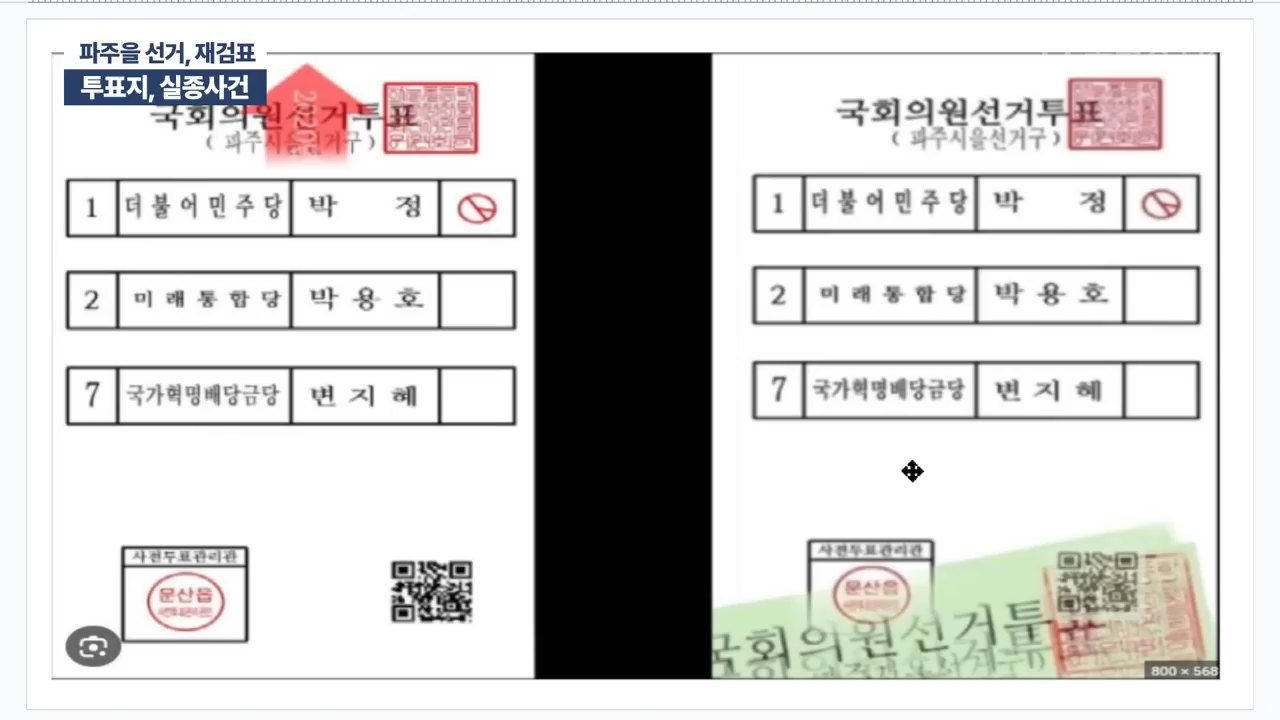 파주을 선거, 재검표
투표지, 실종사건
국회의원선거투표
( 파주시을선거구 )
1 더불어민주당 박 정
2 미래통합당 박용호
7 국가혁명배당금당 변지혜
사전투표관리관
문산읍
국회의원선거투표
( 파주시을선거구 )
1 더불어민주당 박 정
2 미래통합당 박용호
7 국가혁명배당금당 변지혜
사전투표관리관
문산읍
국회의원선거투표
800 × 568